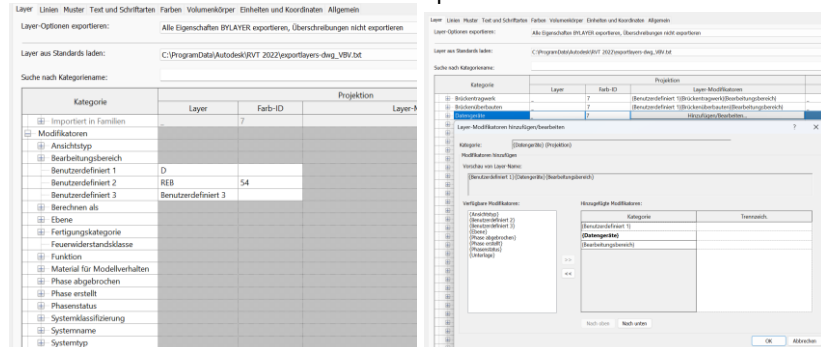 Layer Linien Muster Text und Schriftarten Farben Volumenkörper Einheiten und Koordinaten Allgemein
Layer-Optionen exportieren: Alle Eigenschaften BYLAYER exportieren, Überschreibungen nicht exportieren
Layer aus Standards laden: C:\ProgramData\Autodesk\RVT 2022\exportlayers-dwg_VBV.txt
Suche nach Kategoriename:
Kategorie Projektion
Layer Farb-ID Layer-M
Importiert in Familien _ 7
Modifikatoren
Ansichtstyp
Bearbeitungsbereich
Benutzerdefiniert 1 D
Benutzerdefiniert 2 REB 54
Benutzerdefiniert 3 Benutzerdefiniert 3
Berechnen als
Ebene
Fertigungskategorie
Feuerwiderstandsklasse
Funktion
Material für Modellverhalten
Phase abgebrochen
Phase erstellt
Phasenstatus
Systemklassifizierung
Systemname
Systemtyp
Layer Linien Muster Text und Schriftarten Farben Volumenkörper Einheiten und Koordinaten Allgemein
Layer-Optionen exportieren: Alle Eigenschaften BYLAYER exportieren, Überschreibungen nicht exportieren
Layer aus Standards laden: C:\ProgramData\Autodesk\RVT 2022\exportlayers-dwg_VBV.txt
Suche nach Kategoriename:
Kategorie Projektion
Layer Farb-ID Layer-Modifikatoren
Brückentragwerk _ 7 {Benutzerdefiniert 1}{Brückentragwerk}{Bearbeitungsbereich} _
Brückenüberbauten _ 7 {Benutzerdefiniert 1}{Brückenüberbauten}{Bearbeitungsbereich} _
Datengeräte _ 7 Hinzufügen/Bearbeiten...
Layer-Modifikatoren hinzufügen/bearbeiten ? ×
Kategorie: {Datengeräte} (Projektion)
Modifikatoren hinzufügen
Vorschau von Layer-Name:
{Benutzerdefiniert 1}{Datengeräte}{Bearbeitungsbereich}
Verfügbare Modifikatoren: Hinzugefügte Modifikatoren:
{Ansichtstyp}
{Benutzerdefiniert 2}
{Benutzerdefiniert 3}
{Ebene}
{Phase abgebrochen}
{Phase erstellt}
{Phasenstatus}
{Unterlage}
>>
<<
Kategorie Trennzeich.
{Benutzerdefiniert 1}
{Datengeräte}
{Bearbeitungsbereich}
Nach oben Nach unten
OK Abbrechen